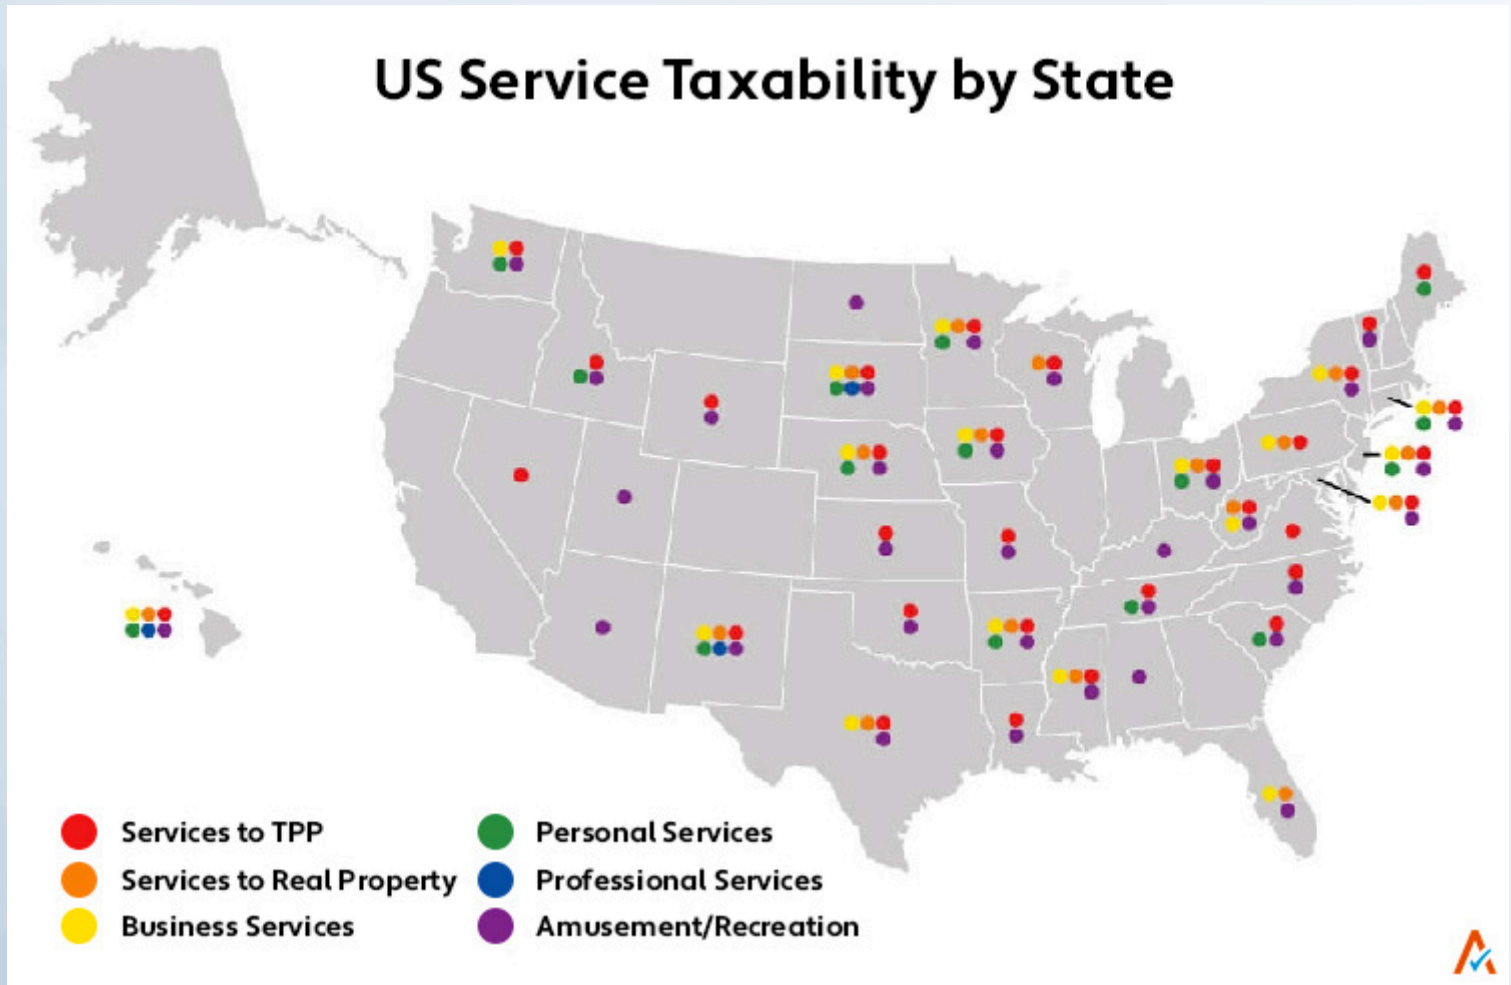 US Service Taxability by State
Services to TPP
Services to Real Property
Business Services
Personal Services
Professional Services
Amusement/Recreation